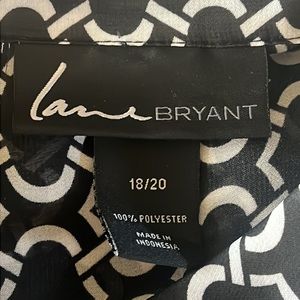 Lane BRYANT
18/20
100% POLYESTER
MADE IN
INDONESIA